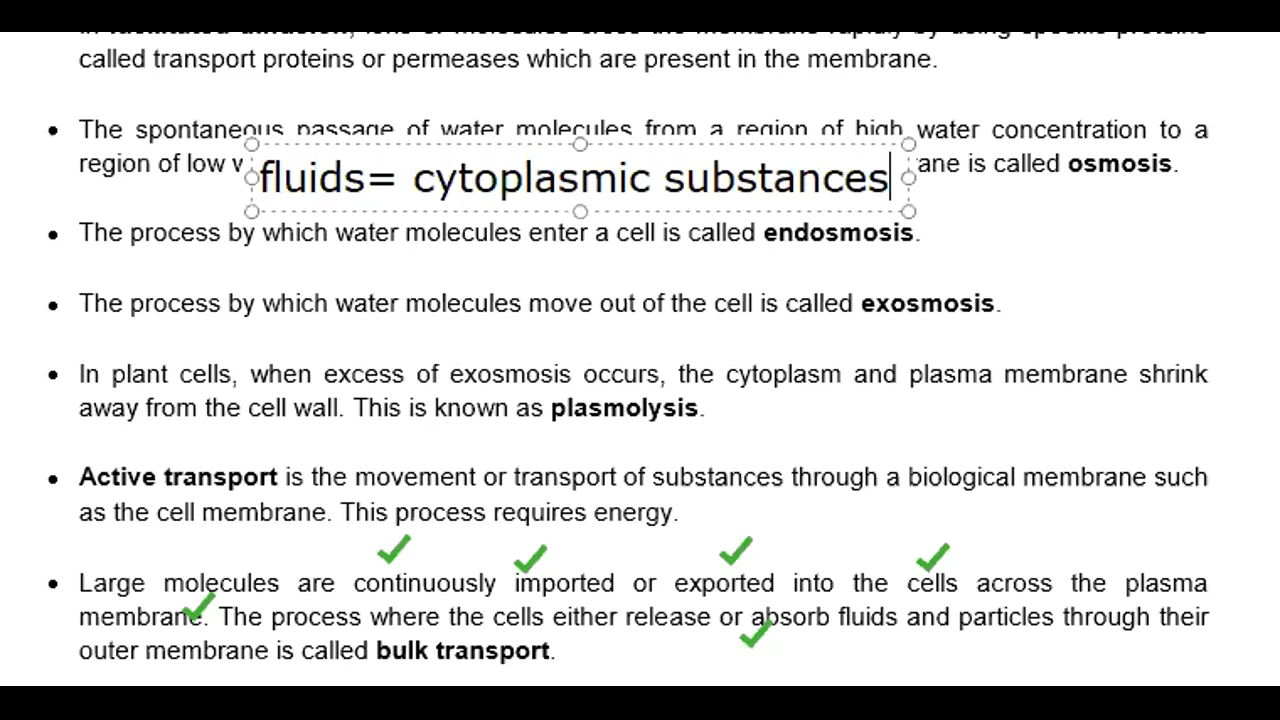 called transport proteins or permeases which are present in the membrane.
• The spontaneous passage of water molecules from a region of high water concentration to a
region of low ane is called osmosis.
fluids= cytoplasmic substances
• The process by which water molecules enter a cell is called endosmosis.
• The process by which water molecules move out of the cell is called exosmosis.
• In plant cells, when excess of exosmosis occurs, the cytoplasm and plasma membrane shrink
away from the cell wall. This is known as plasmolysis.
• Active transport is the movement or transport of substances through a biological membrane such
as the cell membrane. This process requires energy.
• Large molecules are continuously imported or exported into the cells across the plasma
membrane. The process where the cells either release or absorb fluids and particles through their
outer membrane is called bulk transport.